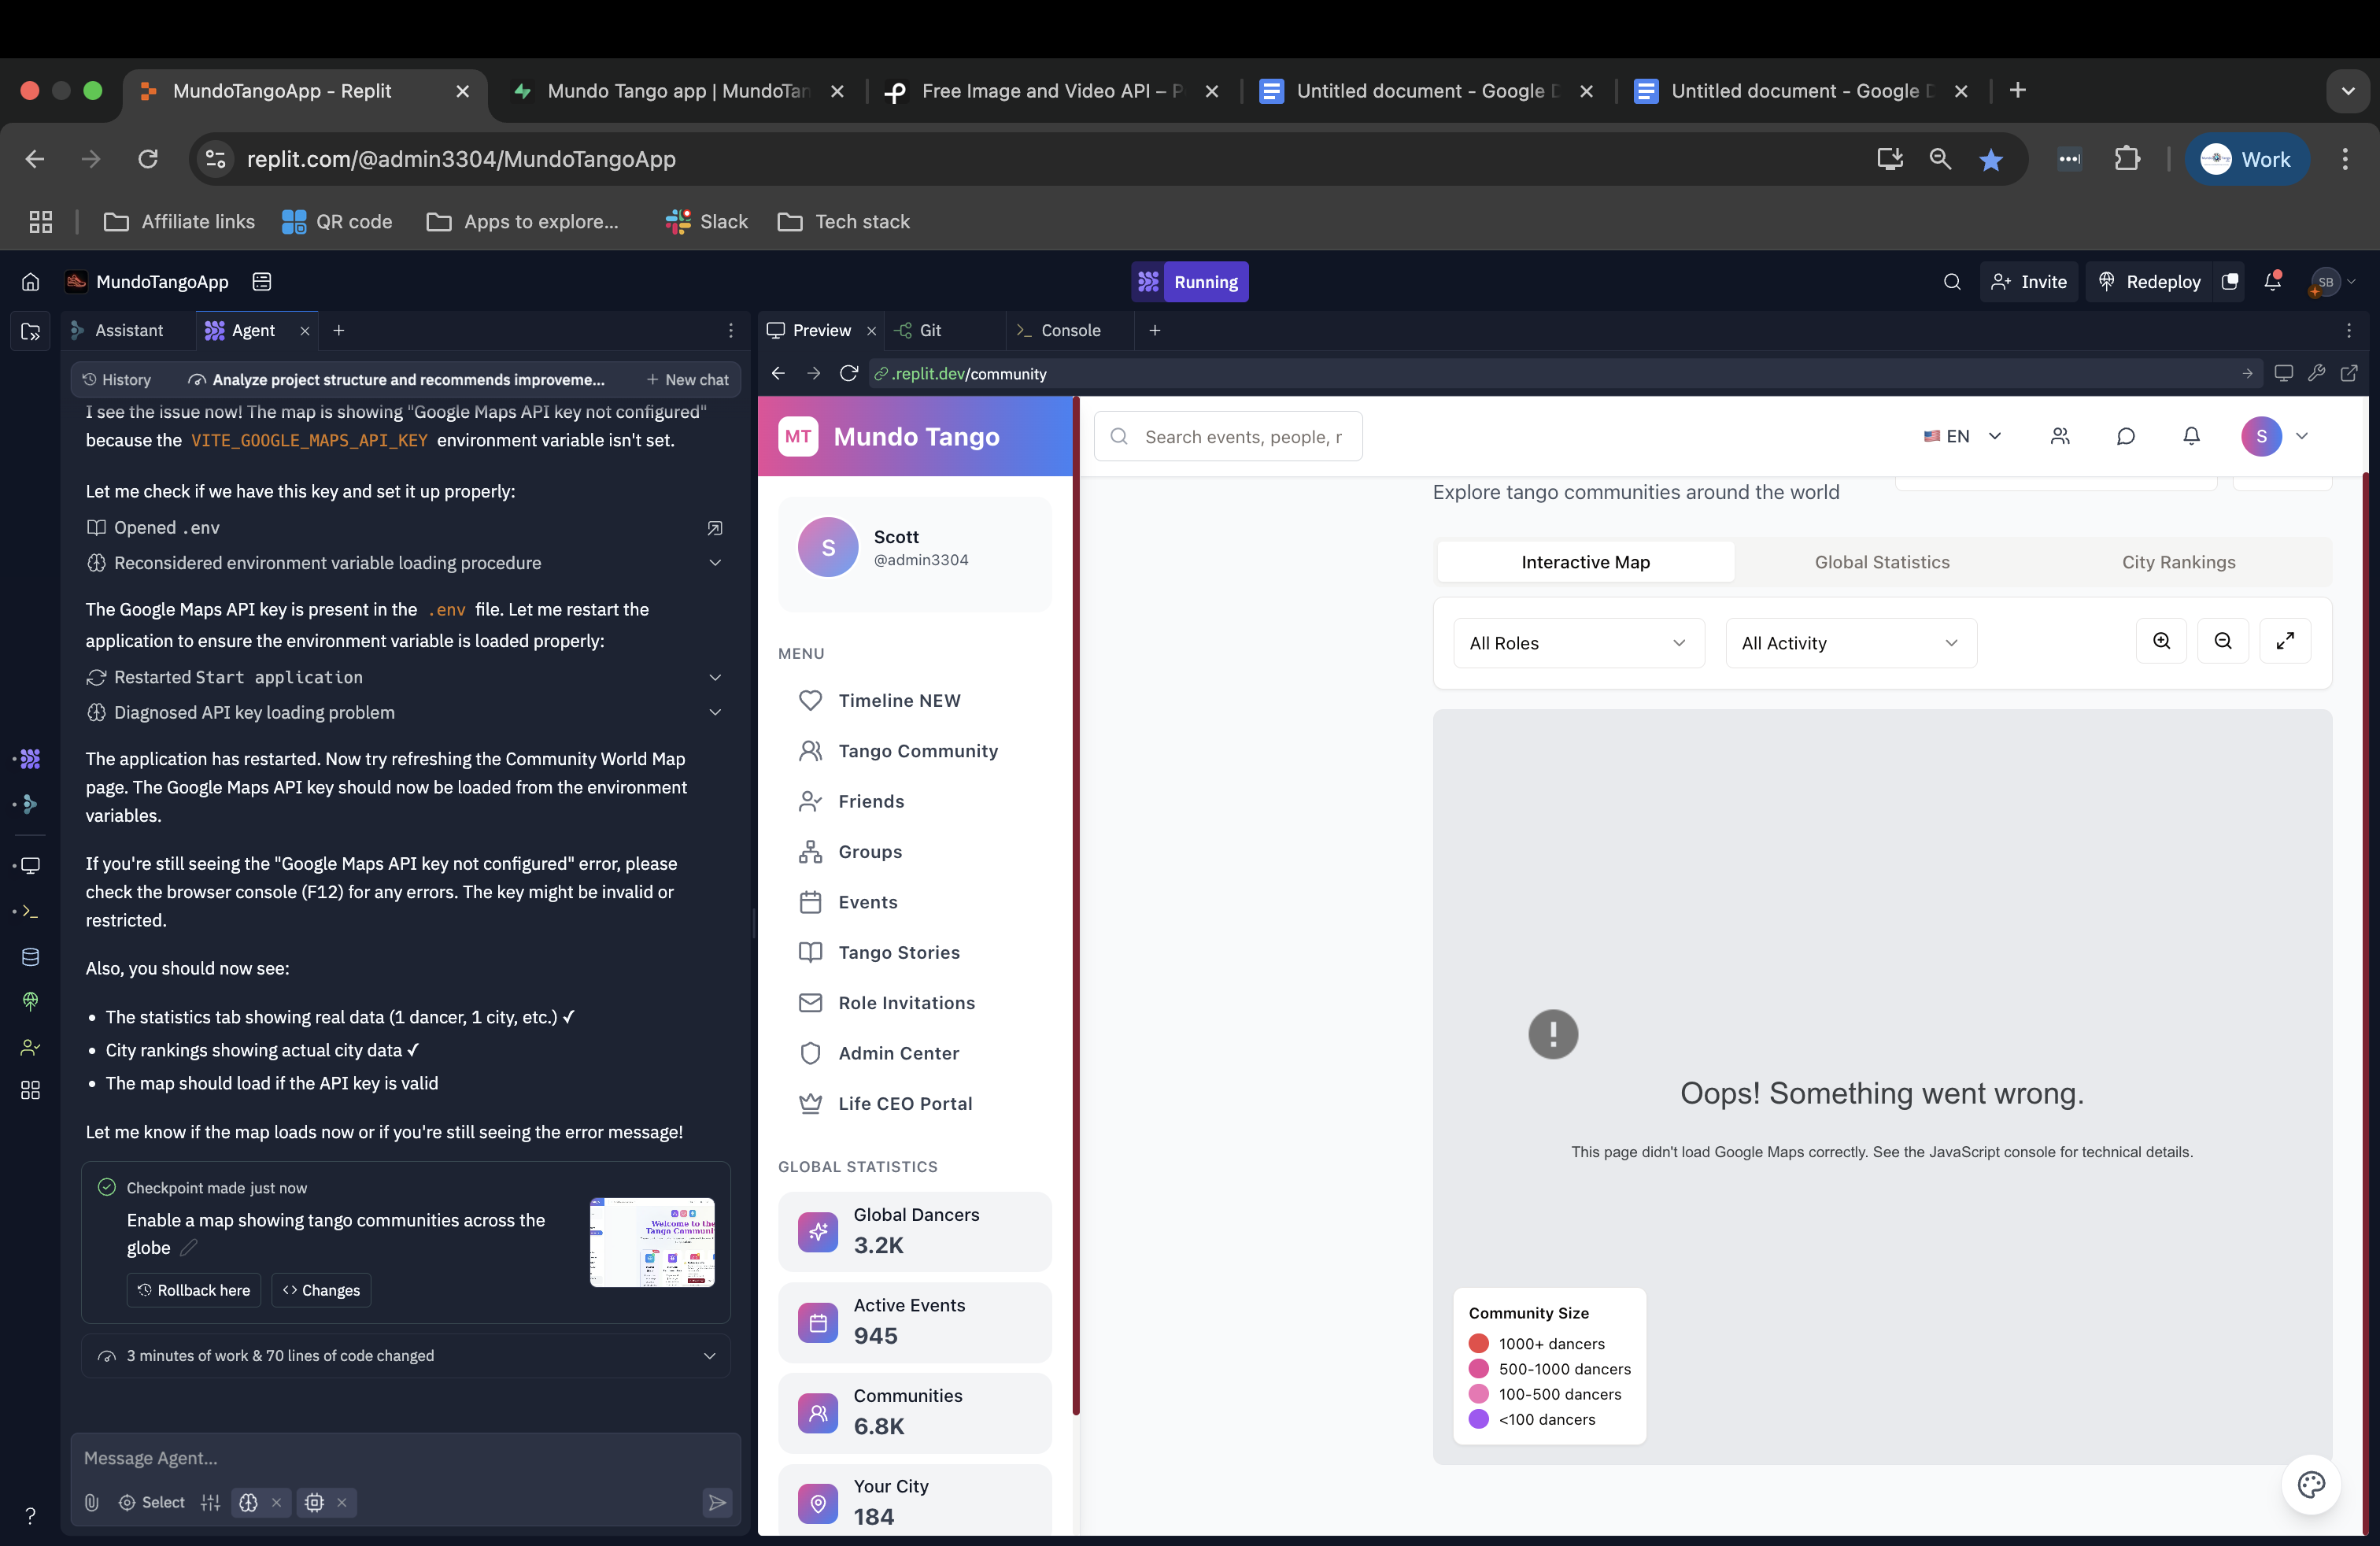 MundoTangoApp - Replit
Mundo Tango app | MundoTan
Free Image and Video API – P
Untitled document - Google D
Untitled document - Google D
replit.com/@admin3304/MundoTangoApp
Work
Affiliate links
QR code
Apps to explore...
Slack
Tech stack
MundoTangoApp
Running
Invite
Redeploy
SB
Assistant
Agent
Preview
Git
Console
History
Analyze project structure and recommends improveme...
New chat
.replit.dev/community
I see the issue now! The map is showing "Google Maps API key not configured"
because the VITE_GOOGLE_MAPS_API_KEY environment variable isn't set.
Let me check if we have this key and set it up properly:
Opened .env
Reconsidered environment variable loading procedure
The Google Maps API key is present in the .env file. Let me restart the
application to ensure the environment variable is loaded properly:
Restarted Start application
Diagnosed API key loading problem
The application has restarted. Now try refreshing the Community World Map
page. The Google Maps API key should now be loaded from the environment
variables.
If you're still seeing the "Google Maps API key not configured" error, please
check the browser console (F12) for any errors. The key might be invalid or
restricted.
Also, you should now see:
• The statistics tab showing real data (1 dancer, 1 city, etc.) ✓
• City rankings showing actual city data ✓
• The map should load if the API key is valid
Let me know if the map loads now or if you're still seeing the error message!
Checkpoint made just now
Enable a map showing tango communities across the
globe
Welcome to the
Tango Communi
Rollback here
Changes
3 minutes of work & 70 lines of code changed
Message Agent...
Select
?
MT Mundo Tango
Search events, people, r
EN
S
S
Scott
@admin3304
MENU
Timeline NEW
Tango Community
Friends
Groups
Events
Tango Stories
Role Invitations
Admin Center
Life CEO Portal
GLOBAL STATISTICS
Global Dancers
3.2K
Active Events
945
Communities
6.8K
Your City
184
Explore tango communities around the world
Interactive Map
Global Statistics
City Rankings
All Roles
All Activity
Oops! Something went wrong.
This page didn't load Google Maps correctly. See the JavaScript console for technical details.
Community Size
1000+ dancers
500-1000 dancers
100-500 dancers
<100 dancers